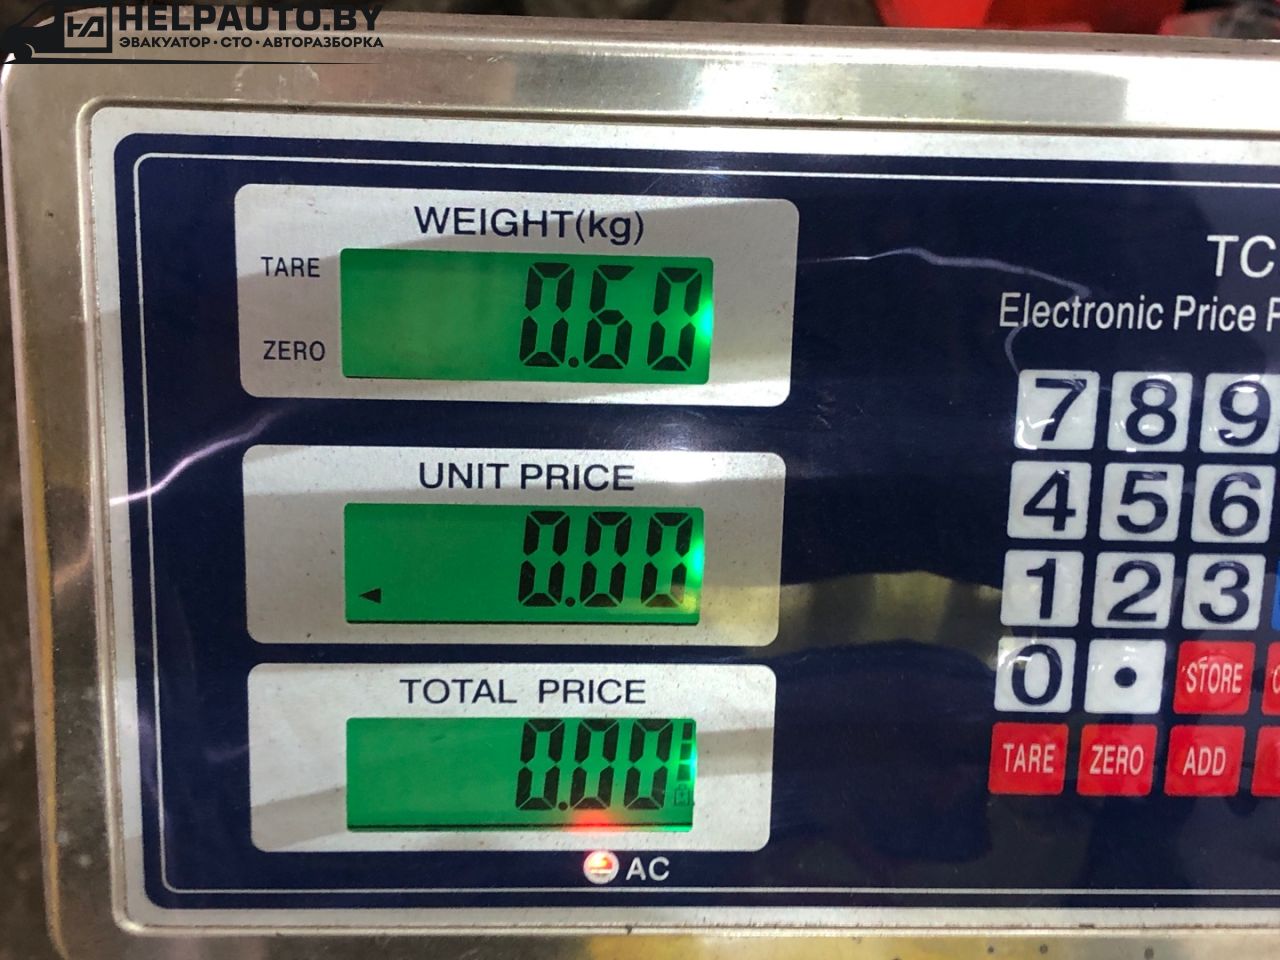 HELPAUTO.BY
ЭВАКУАТОР · СТО · АВТОРАЗБОРКА
WEIGHT(kg)
TARE
0.60
ZERO
UNIT PRICE
0.00
TOTAL PRICE
0.00
AC
TC
Electronic Price
7 8 9
4 5 6
1 2 3
0 . STORE
TARE ZERO ADD